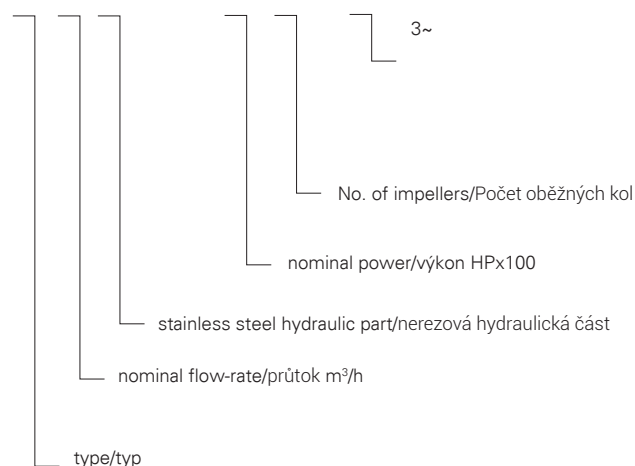 3~
No. of impellers/Počet oběžných kol
nominal power/výkon HPx100
stainless steel hydraulic part/nerezová hydraulická část
nominal flow-rate/průtok m³/h
type/typ